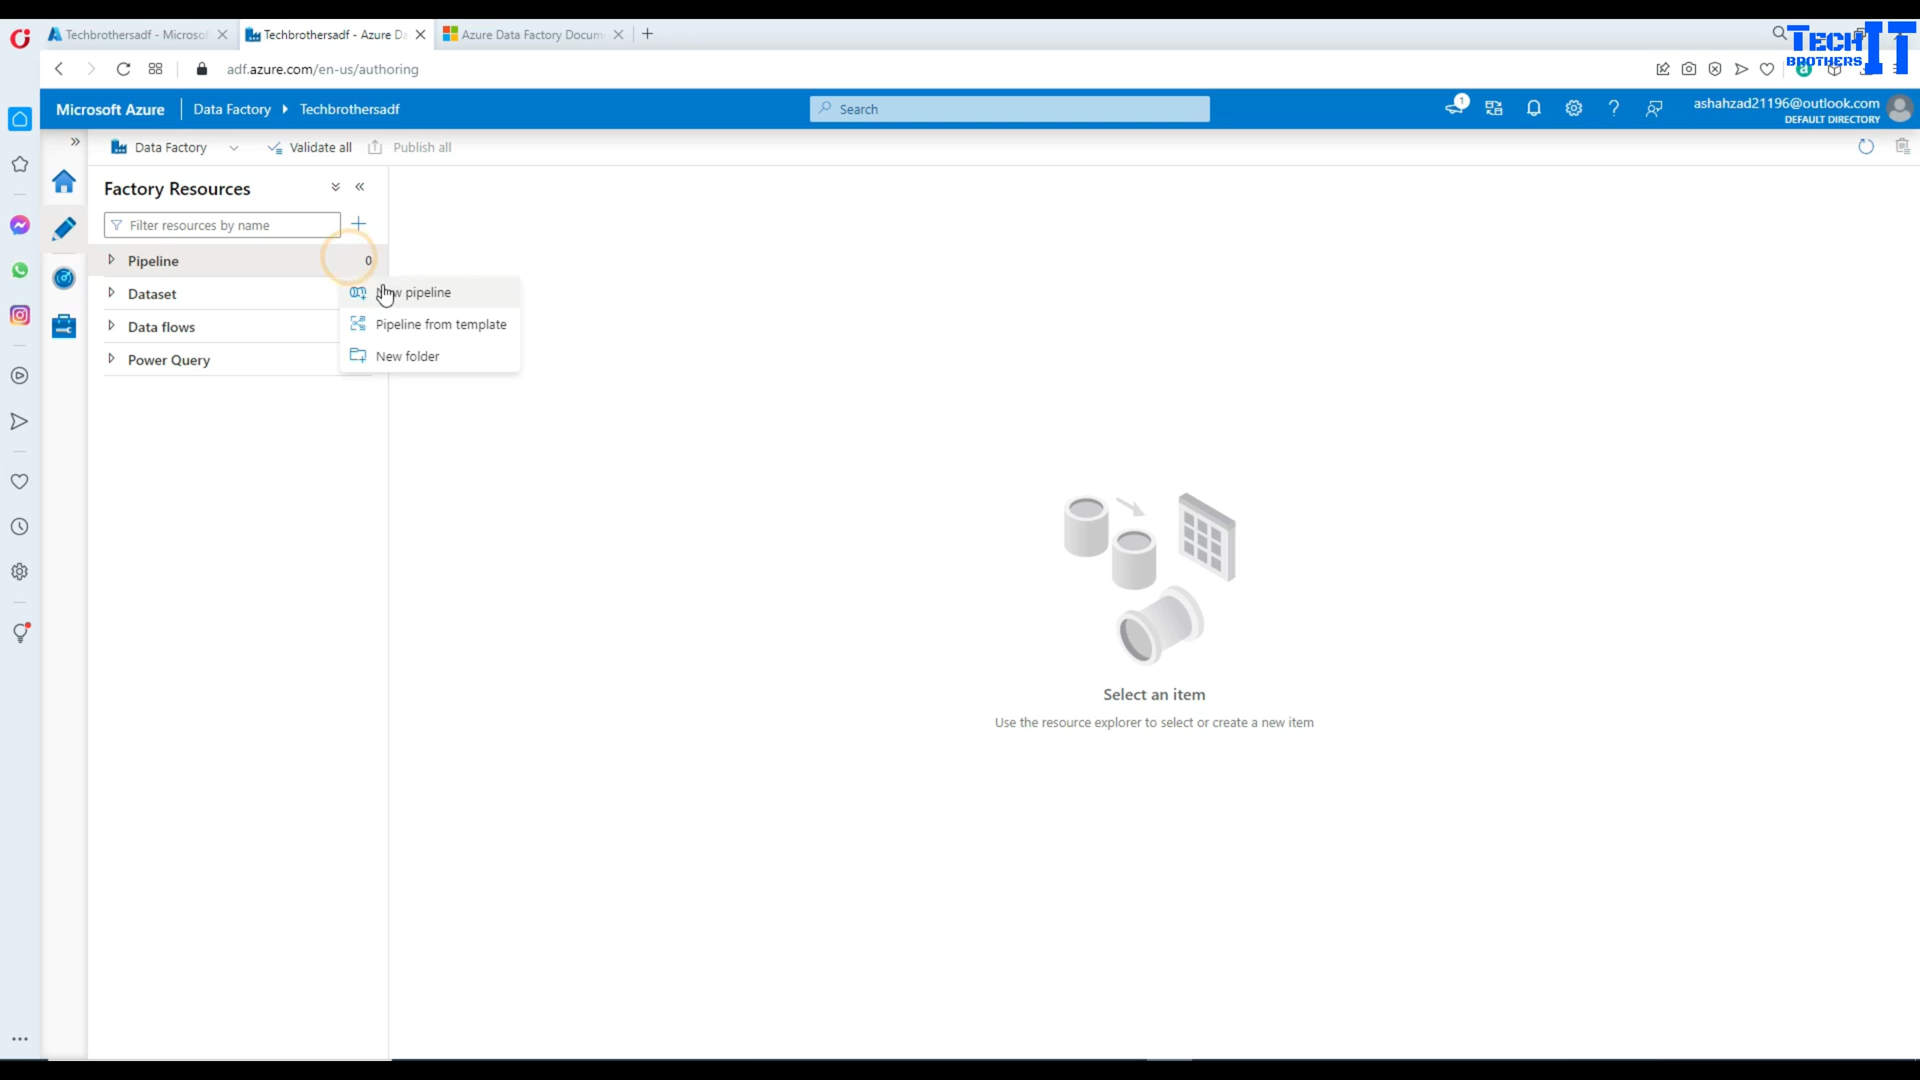 Techbrothersadf - Microsof
Techbrothersadf - Azure Da
Azure Data Factory Docum
TECH IT
BROTHERS
adf.azure.com/en-us/authoring
a
Microsoft Azure
Data Factory
Techbrothersadf
Search
1
ashahzad21196@outlook.com
DEFAULT DIRECTORY
Data Factory
Validate all
Publish all
Factory Resources
Filter resources by name
Pipeline
0
Dataset
Data flows
Power Query
pipeline
Pipeline from template
New folder
Select an item
Use the resource explorer to select or create a new item